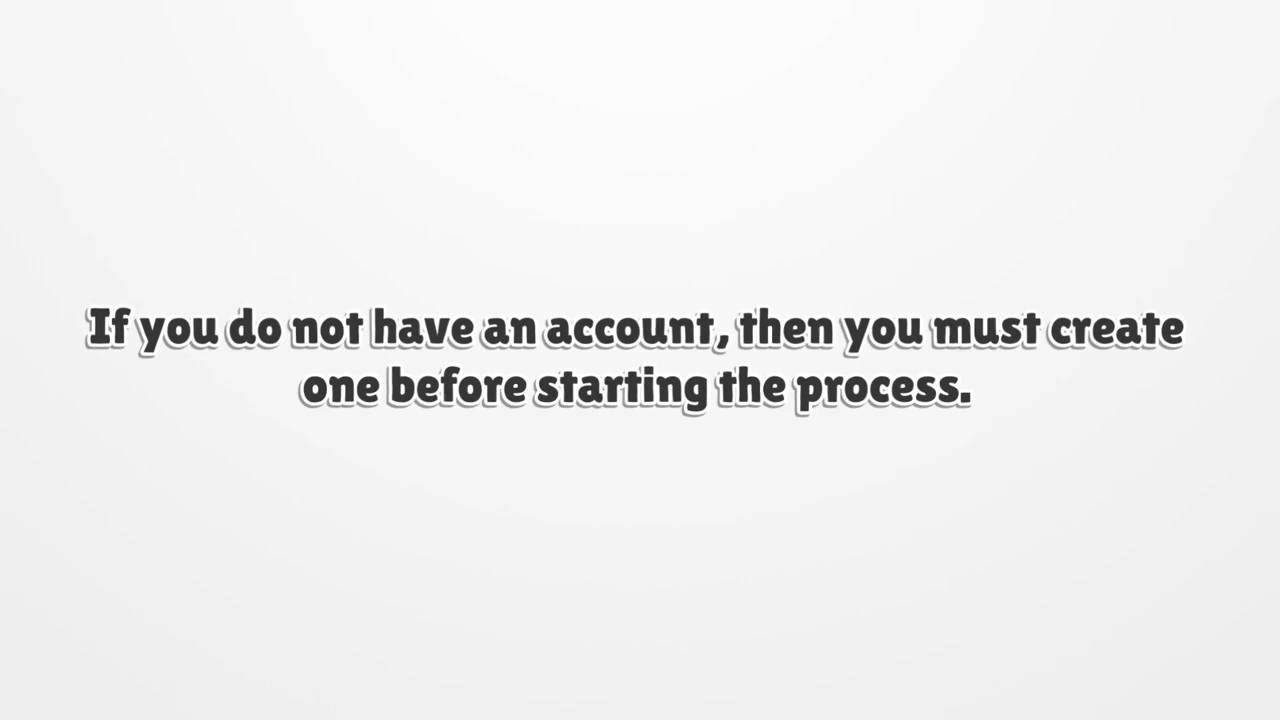 If you do not have an account, then you must create
one before starting the process.